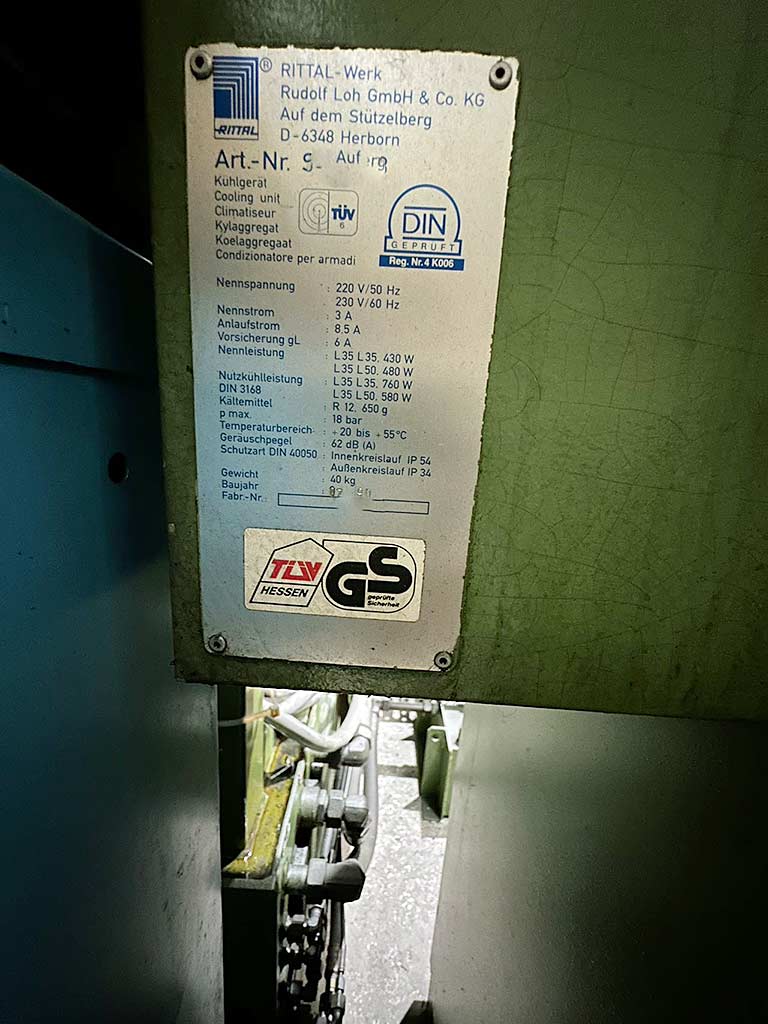 RITTAL
®
RITTAL-Werk
Rudolf Loh GmbH & Co. KG
Auf dem Stützelberg
D-6348 Herborn
Art.-Nr.
Kühlgerät
Cooling unit
Climatiseur
Kylaggregat
Koelaggregaat
Condizionatore per armadi
TÜV
6
DIN
GEPRÜFT
Reg. Nr. 4 K006
Nennspannung : 220 V/50 Hz
230 V/60 Hz
Nennstrom : 3 A
Anlaufstrom : 8.5 A
Vorsicherung gL : 6 A
Nennleistung : L35 L35, 430 W
L35 L50, 480 W
Nutzkühlleistung : L35 L35, 760 W
DIN 3168 L35 L50, 580 W
Kältemittel : R 12, 650 g
p max. : 18 bar
Temperaturbereich : +20 bis +55°C
Geräuschpegel : 62 dB (A)
Schutzart DIN 40050 : Innenkreislauf IP 54
: Außenkreislauf IP 34
Gewicht : 40 kg
Baujahr :
Fabr.-Nr.:
TÜV
HESSEN
GS
geprüfte
Sicherheit